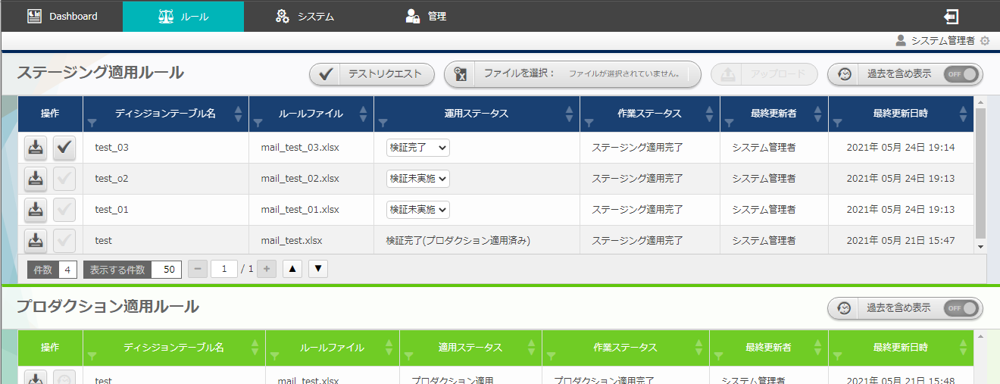 Dashboard ルール システム 管理
システム管理者
ステージング適用ルール テストリクエスト ファイルを選択： ファイルが選択されていません。 アップロード 過去を含め表示 OFF
操作 ディシジョンテーブル名 ルールファイル 運用ステータス 作業ステータス 最終更新者 最終更新日時
test_03 mail_test_03.xlsx 検証完了 ステージング適用完了 システム管理者 2021年 05月 24日 19:14
test_o2 mail_test_02.xlsx 検証未実施 ステージング適用完了 システム管理者 2021年 05月 24日 19:13
test_01 mail_test_01.xlsx 検証未実施 ステージング適用完了 システム管理者 2021年 05月 24日 19:13
test mail_test.xlsx 検証完了(プロダクション適用済み) ステージング適用完了 システム管理者 2021年 05月 21日 15:47
件数 4 表示する件数 50 − 1 / 1 + ▲ ▼
プロダクション適用ルール 過去を含め表示 OFF
操作 ディシジョンテーブル名 ルールファイル 適用ステータス 作業ステータス 最終更新者 最終更新日時
test mail_test.xlsx プロダクション適用 プロダクション適用完了 システム管理者 2021年 05月 21日 15:48